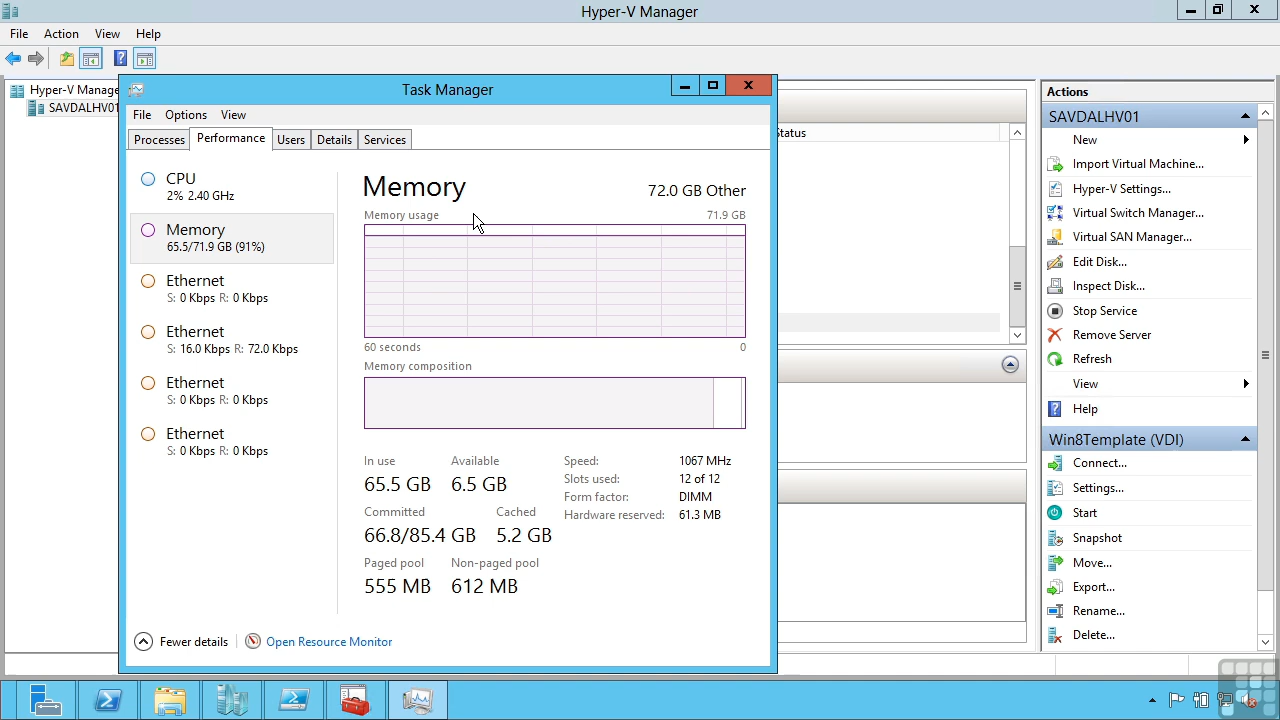 Hyper-V Manager
File Action View Help
Hyper-V Manage
SAVDALHV01
Task Manager
File Options View
Processes Performance Users Details Services
CPU
2% 2.40 GHz
Memory
65.5/71.9 GB (91%)
Ethernet
S: 0 Kbps R: 0 Kbps
Ethernet
S: 16.0 Kbps R: 72.0 Kbps
Ethernet
S: 0 Kbps R: 0 Kbps
Ethernet
S: 0 Kbps R: 0 Kbps
Memory 72.0 GB Other
Memory usage 71.9 GB
60 seconds 0
Memory composition
In use Available
65.5 GB 6.5 GB
Committed Cached
66.8/85.4 GB 5.2 GB
Paged pool Non-paged pool
555 MB 612 MB
Speed: 1067 MHz
Slots used: 12 of 12
Form factor: DIMM
Hardware reserved: 61.3 MB
Fewer details Open Resource Monitor
tatus
Actions
SAVDALHV01
New
Import Virtual Machine...
Hyper-V Settings...
Virtual Switch Manager...
Virtual SAN Manager...
Edit Disk...
Inspect Disk...
Stop Service
Remove Server
Refresh
View
Help
Win8Template (VDI)
Connect...
Settings...
Start
Snapshot
Move...
Export...
Rename...
Delete...